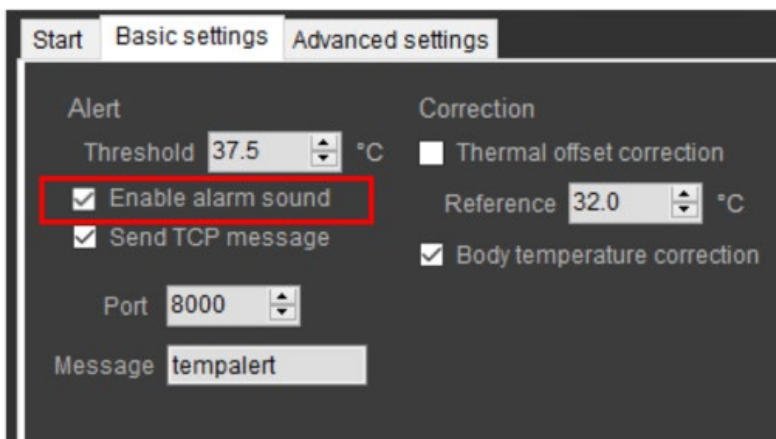 Start Basic settings Advanced settings
Alert
Threshold 37.5 °C
Enable alarm sound
Send TCP message
Port 8000
Message tempalert
Correction
Thermal offset correction
Reference 32.0 °C
Body temperature correction